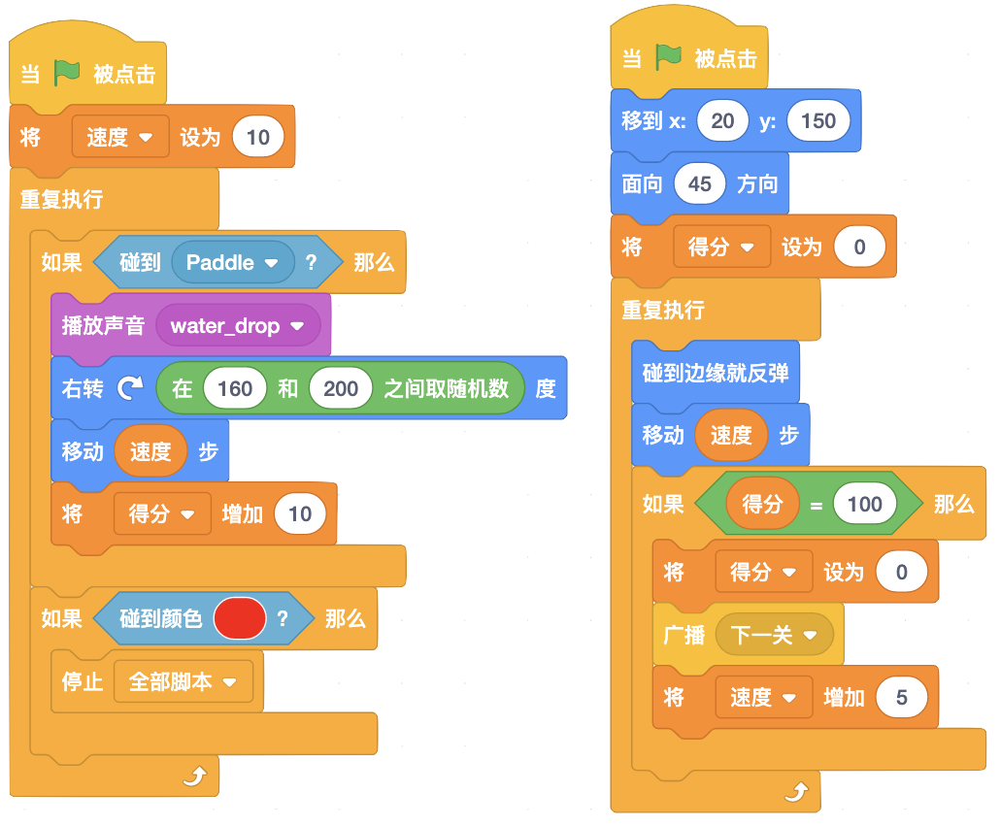 当 被点击
将 速度 设为 10
重复执行
如果 碰到 Paddle ? 那么
播放声音 water_drop
右转 在 160 和 200 之间取随机数 度
移动 速度 步
将 得分 增加 10
如果 碰到颜色 ? 那么
停止 全部脚本
当 被点击
移到 x: 20 y: 150
面向 45 方向
将 得分 设为 0
重复执行
碰到边缘就反弹
移动 速度 步
如果 得分 = 100 那么
将 得分 设为 0
广播 下一关
将 速度 增加 5